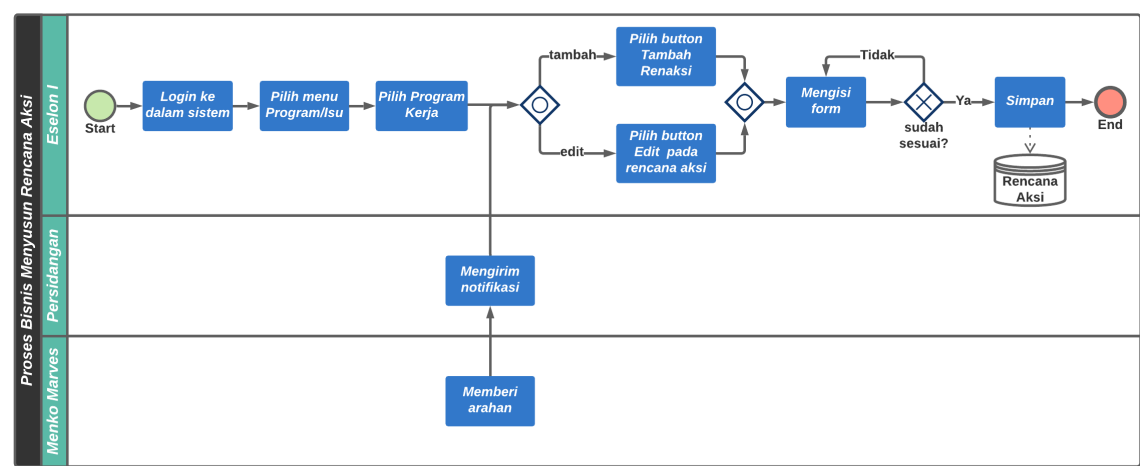 Proses Bisnis Menyusun Rencana Aksi
Eselon I
Start
Login ke
dalam sistem
Pilih menu
Program/Isu
Pilih Program
Kerja
tambah
edit
Pilih button
Tambah
Renaksi
Pilih button
Edit pada
rencana aksi
Mengisi
form
Tidak
sudah
sesuai?
Ya
Simpan
Rencana
Aksi
End
Persidangan
Mengirim
notifikasi
Menko Marves
Memberi
arahan